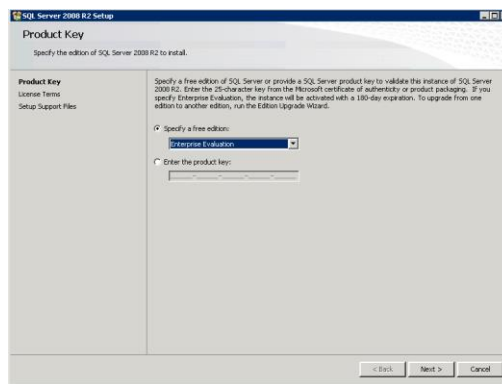 SQL Server 2008 R2 Setup
Product Key
Specify the edition of SQL Server 2008 R2 to install.
Product Key
License Terms
Setup Support Files
Specify a free edition of SQL Server or provide a SQL Server product key to validate this instance of SQL Server
2008 R2. Enter the 25-character key from the Microsoft certificate of authenticity or product packaging. If you
specify Enterprise Evaluation, the instance will be activated with a 180-day expiration. To upgrade from one
edition to another edition, run the Edition Upgrade Wizard.
Specify a free edition:
Enterprise Evaluation
Enter the product key:
< Back
Next >
Cancel